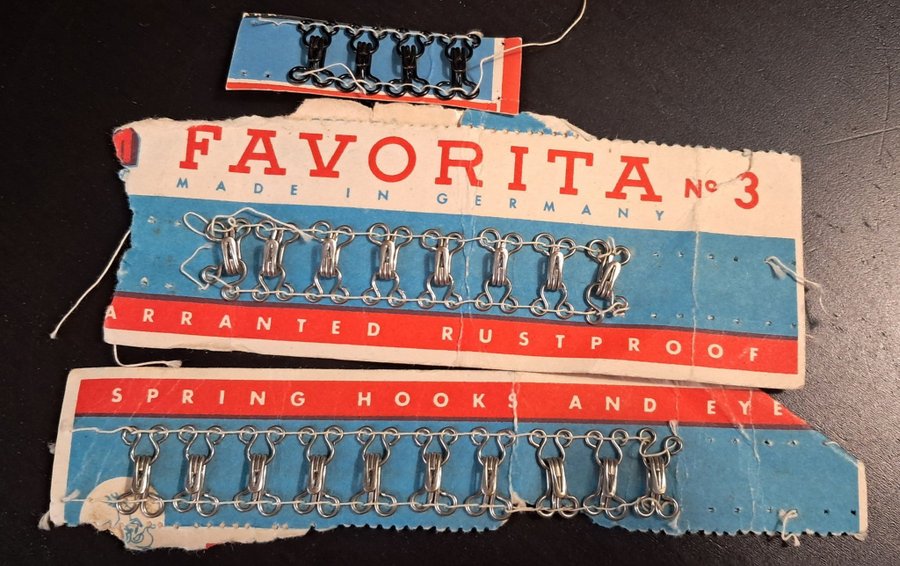 FAVORITA No 3
MADE IN GERMANY
ARRANTED RUSTPROOF
SPRING HOOKS AND EYE